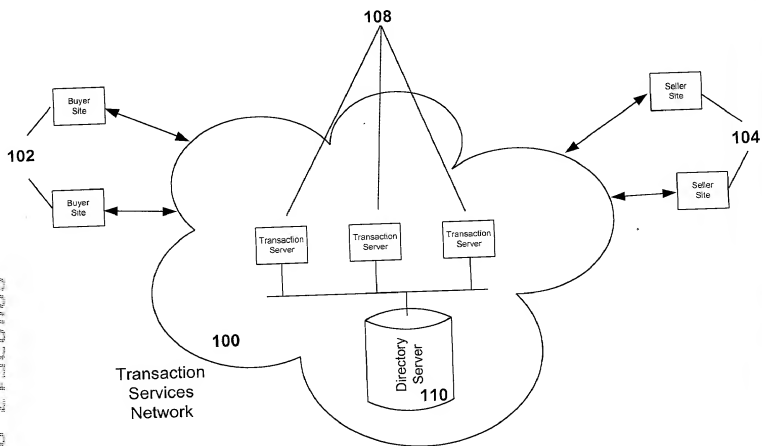 108
Buyer
Site
Seller
Site
102
104
Buyer
Site
Seller
Site
Transaction
Server
Transaction
Server
Transaction
Server
100
Transaction
Services
Network
Directory
Server
110